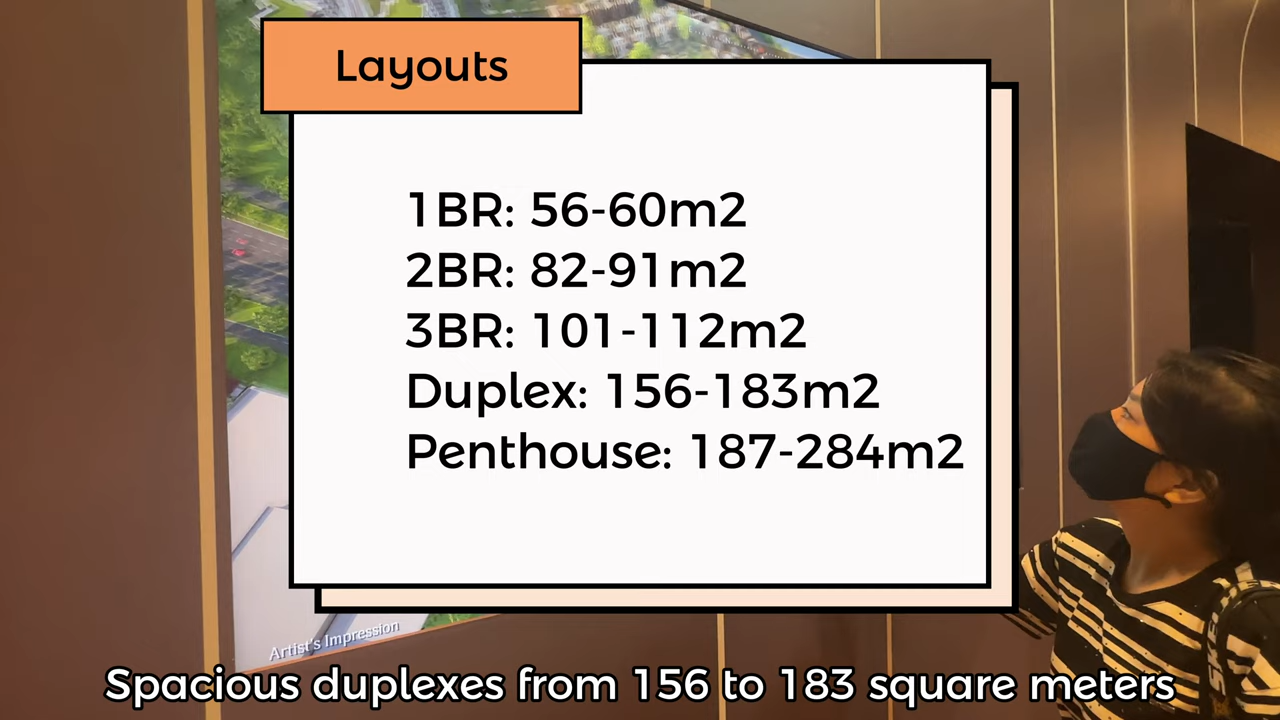 Layouts
1BR: 56-60m2
2BR: 82-91m2
3BR: 101-112m2
Duplex: 156-183m2
Penthouse: 187-284m2
Artist's Impression
Spacious duplexes from 156 to 183 square meters